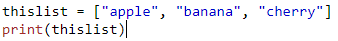 thislist = ["apple", "banana", "cherry"]
print(thislist)